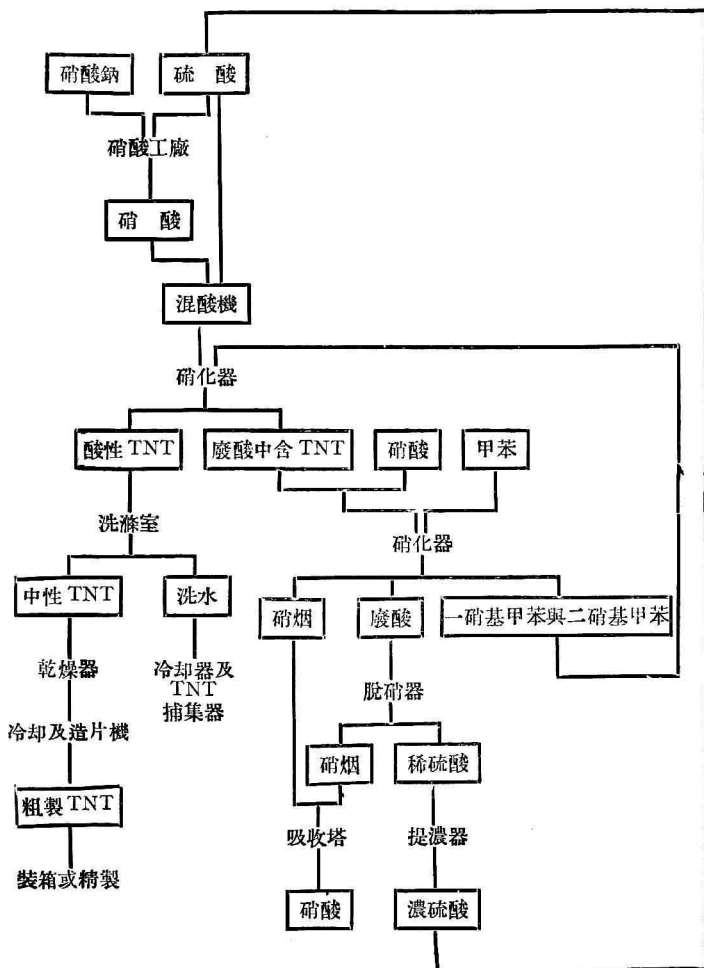 硝酸鈉 硫 酸
硝酸工廠
硝 酸
混酸機
硝化器
酸性 TNT 廢酸中含 TNT 硝酸 甲苯
洗滌室
硝化器
中性 TNT 洗水 硝烟 廢酸 一硝基甲苯與二硝基甲苯
乾燥器 冷却器及
TNT
捕集器
脫硝器
冷却及造片機
硝烟 稀硫酸
粗製 TNT
吸收塔 提濃器
裝箱或精製
硝酸 濃硫酸